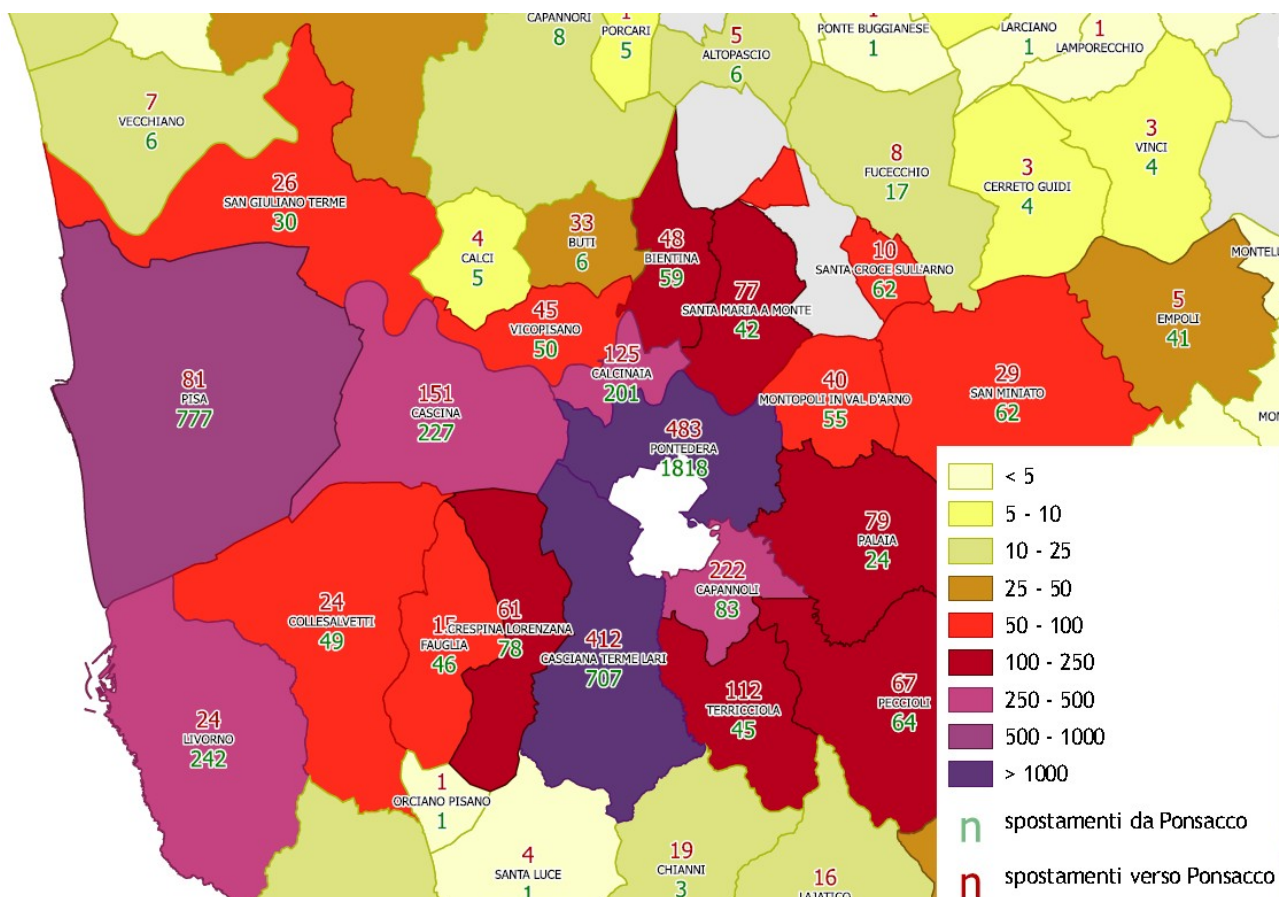 CAPANNORI
8
1
PORCARI
5
5
ALTOPASCIO
6
1
PONTE BUGGIANESE
1
LARCIANO
1
1
LAMPORECCHIO
7
VECCHIANO
6
26
SAN GIULIANO TERME
30
4
CALCI
5
33
BUTI
6
48
BIENTINA
59
77
SANTA MARIA A MONTE
42
8
FUCECCHIO
17
10
SANTA CROCE SULL'ARNO
62
3
CERRETO GUIDI
4
3
VINCI
4
MONTEL
5
EMPOLI
41
45
VICOPISANO
50
125
CALCINAIA
201
81
PISA
777
151
CASCINA
227
40
MONTOPOLI IN VAL D'ARNO
55
29
SAN MINIATO
62
MON
483
PONTEDERA
1818
79
PALAIA
24
222
CAPANNOLI
83
24
COLLESALVETTI
49
15
FAUGLIA
46
61
CRESPINA LORENZANA
78
412
CASCIANA TERME LARI
707
112
TERRICCIOLA
45
67
PECCIOLI
64
24
LIVORNO
242
1
ORCIANO PISANO
1
4
SANTA LUCE
1
19
CHIANNI
3
16
LAJATICO
< 5
5 - 10
10 - 25
25 - 50
50 - 100
100 - 250
250 - 500
500 - 1000
> 1000
n spostamenti da Ponsacco
n spostamenti verso Ponsacco